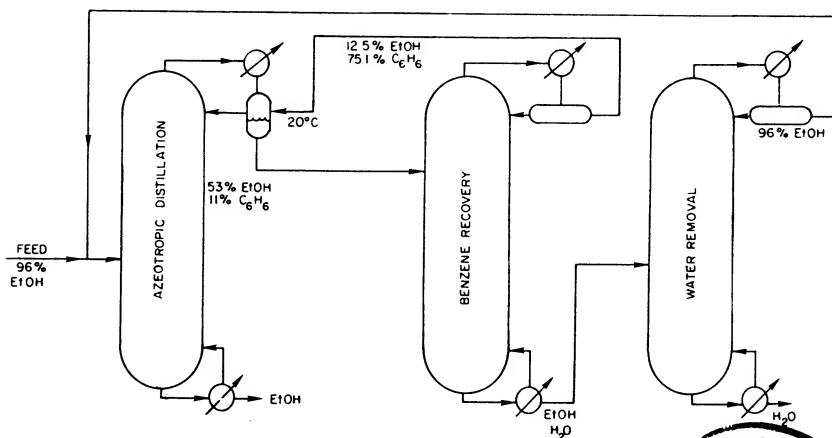 12.5% EtOH
75.1% C₆H₆
20°C
96% EtOH
53% EtOH
11% C₆H₆
AZEOTROPIC DISTILLATION
BENZENE RECOVERY
WATER REMOVAL
FEED
96%
EtOH
EtOH
EtOH
H₂O
H₂O